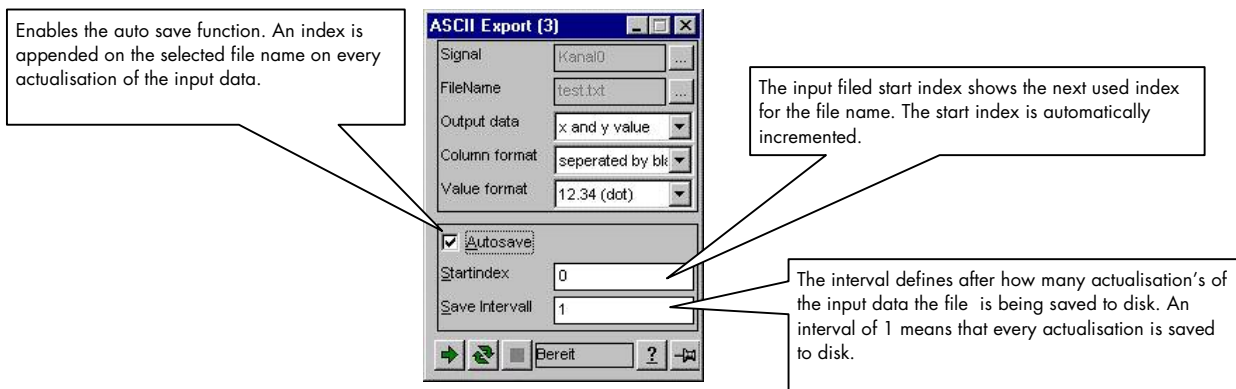 Enables the auto save function. An index is
appended on the selected file name on every
actualisation of the input data.
ASCII Export (3)
Signal
Kanal0
...
FileName
test.txt
...
Output data
x and y value
Column format
seperated by bl
Value format
12.34 (dot)
Autosave
Startindex
0
Save Intervall
1
Bereit
?
The input filed start index shows the next used index
for the file name. The start index is automatically
incremented.
The interval defines after how many actualisation's of
the input data the file is being saved to disk. An
interval of 1 means that every actualisation is saved
to disk.